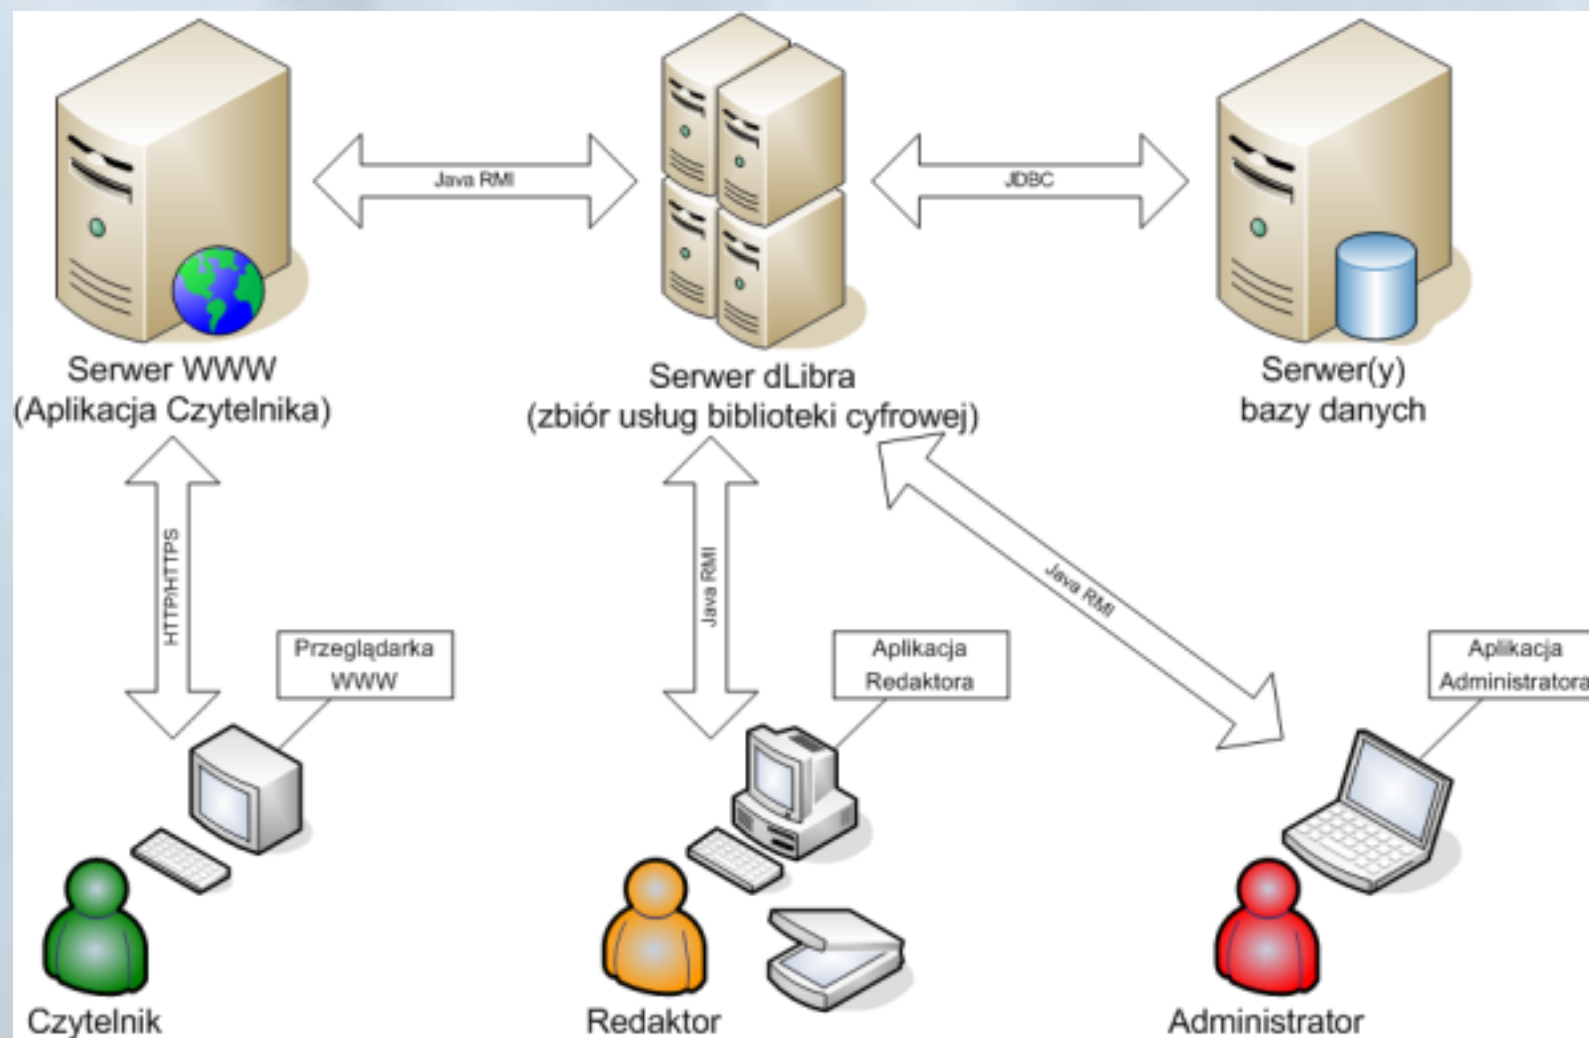 Java RMI
JDBC
Serwer WWW
(Aplikacja Czytelnika)
Serwer dLibra
(zbiór usług biblioteki cyfrowej)
Serwer(y)
bazy danych
HTTP/HTTPS
Java RMI
Java RMI
Przeglądarka
WWW
Aplikacja
Redaktora
Aplikacja
Administratora
Czytelnik
Redaktor
Administrator